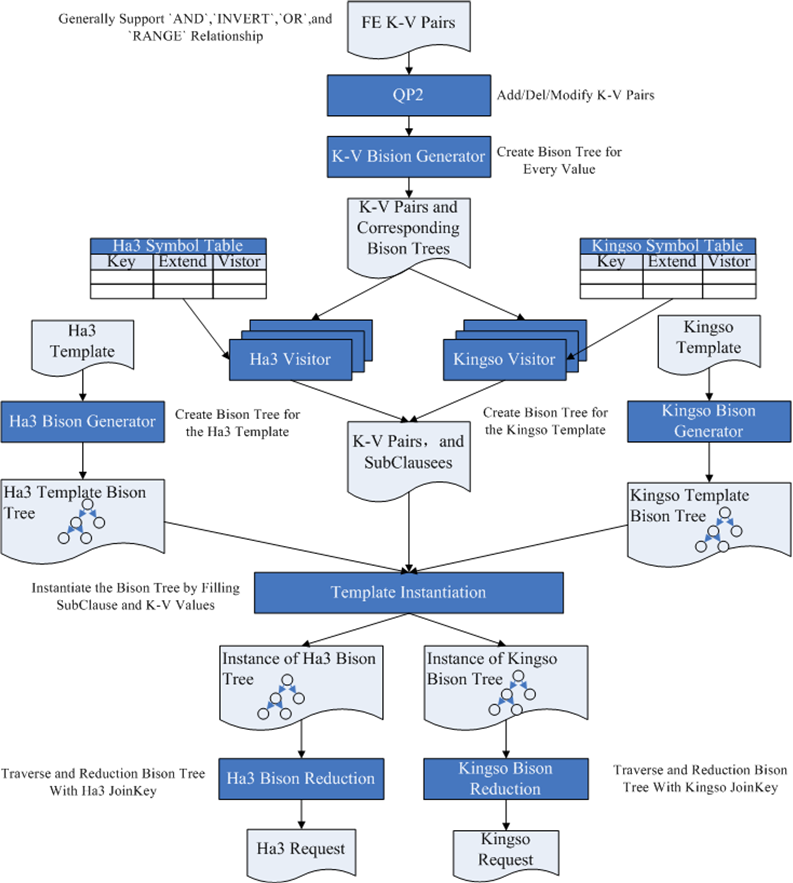 Generally Support `AND`,`INVERT`,`OR`,and
`RANGE` Relationship
FE K-V Pairs
QP2
Add/Del/Modify K-V Pairs
K-V Bision Generator
Create Bison Tree for
Every Value
K-V Pairs and
Corresponding
Bison Trees
Ha3 Symbol Table
Key Extend Vistor
Kingso Symbol Table
Key Extend Vistor
Ha3
Template
Ha3 Visitor
Kingso Visitor
Kingso
Template
Ha3 Bison Generator
Create Bison Tree for
the Ha3 Template
Create Bison Tree for
the Kingso Template
Kingso Bison
Generator
K-V Pairs，and
SubClausees
Ha3 Template Bison
Tree
Kingso Template
Bison Tree
Instantiate the Bison Tree by Filling
SubClause and K-V Values
Template Instantiation
Instance of Ha3 Bison
Tree
Instance of Kingso
Bison Tree
Traverse and Reduction Bison Tree
With Ha3 JoinKey
Ha3 Bison Reduction
Kingso Bison
Reduction
Traverse and Reduction Bison
Tree With Kingso JoinKey
Ha3 Request
Kingso
Request